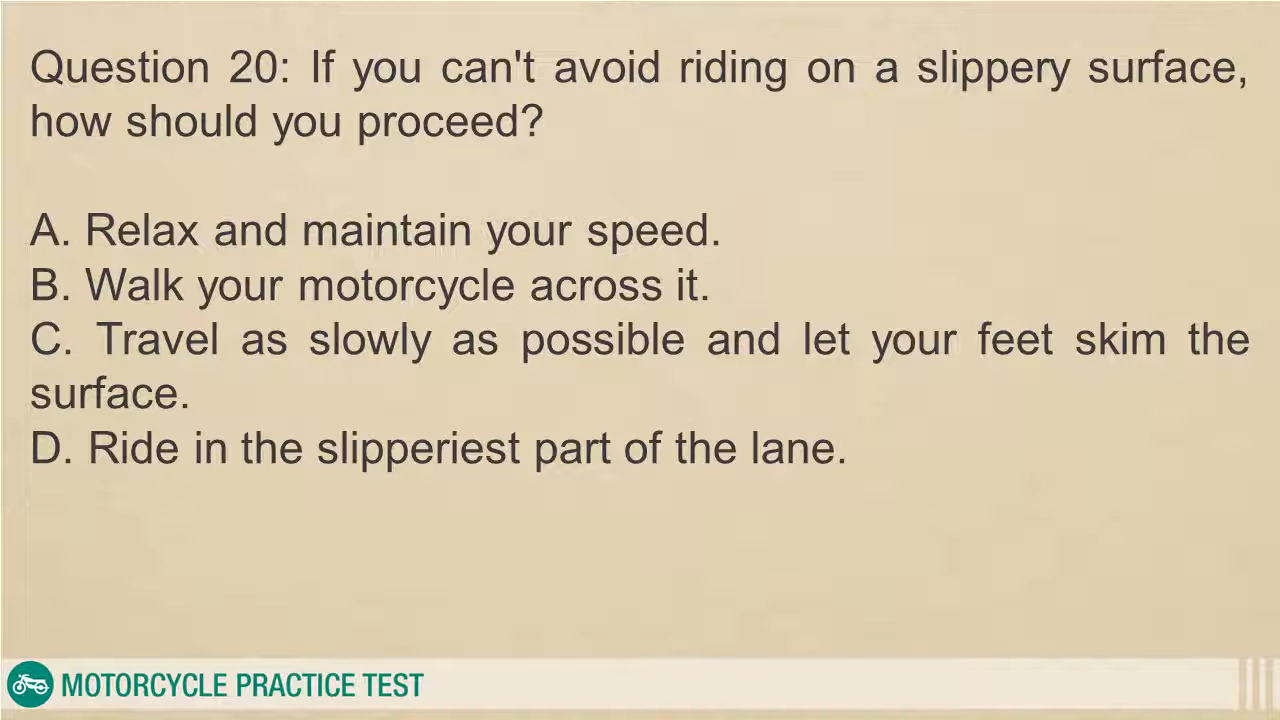 Question 20: If you can't avoid riding on a slippery surface,
how should you proceed?
A. Relax and maintain your speed.
B. Walk your motorcycle across it.
C. Travel as slowly as possible and let your feet skim the
surface.
D. Ride in the slipperiest part of the lane.
MOTORCYCLE PRACTICE TEST